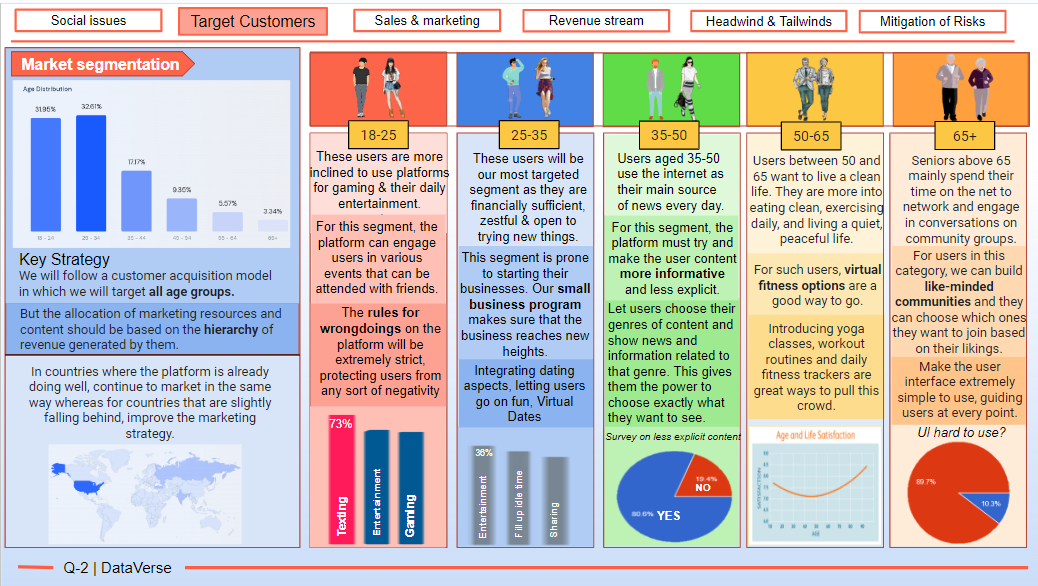 Social issues
Target Customers
Sales & marketing
Revenue stream
Headwind & Tailwinds
Mitigation of Risks
Market segmentation
Age Distribution
31.95%
32.61%
17.17%
9.35%
5.57%
3.34%
18 - 24
25 - 34
35 - 44
45 - 54
55 - 64
65+
Key Strategy
We will follow a customer acquisition model
in which we will target all age groups.
But the allocation of marketing resources and
content should be based on the hierarchy of
revenue generated by them.
In countries where the platform is already
doing well, continue to market in the same
way whereas for countries that are slightly
falling behind, improve the marketing
strategy.
18-25
These users are more
inclined to use platforms
for gaming & their daily
entertainment.
For this segment, the
platform can engage
users in various
events that can be
attended with friends.
The rules for
wrongdoings on the
platform will be
extremely strict,
protecting users from
any sort of negativity
73%
Texting
Entertainment
Gaming
25-35
These users will be
our most targeted
segment as they are
financially sufficient,
zestful & open to
trying new things.
This segment is prone
to starting their
businesses. Our small
business program
makes sure that the
business reaches new
heights.
Integrating dating
aspects, letting users
go on fun, Virtual
Dates
36%
Entertainment
Fill up idle time
Sharing
35-50
Users aged 35-50
use the internet as
their main source
of news every day.
For this segment, the
platform must try and
make the user content
more informative
and less explicit.
Let users choose their
genres of content and
show news and
information related to
that genre. This gives
them the power to
choose exactly what
they want to see.
Survey on less explicit content
19.4%
NO
80.6% YES
50-65
Users between 50 and
65 want to live a clean
life. They are more into
eating clean, exercising
daily, and living a quiet,
peaceful life.
For such users, virtual
fitness options are a
good way to go.
Introducing yoga
classes, workout
routines and daily
fitness trackers are
great ways to pull this
crowd.
Age and Life Satisfaction
SATISFACTION
AGE
65+
Seniors above 65
mainly spend their
time on the net to
network and engage
in conversations on
community groups.
For users in this
category, we can build
like-minded
communities and they
can choose which ones
they want to join based
on their likings.
Make the user
interface extremely
simple to use, guiding
users at every point.
UI hard to use?
89.7%
10.3%
Q-2 | DataVerse